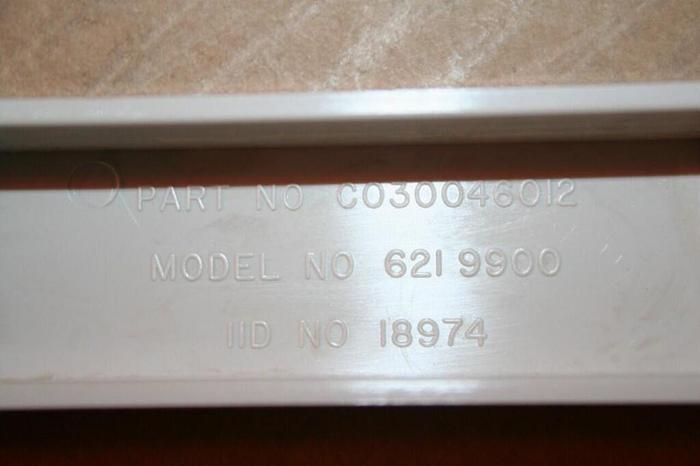 PART NO C030046012
MODEL NO 621 9900
IID NO 18974